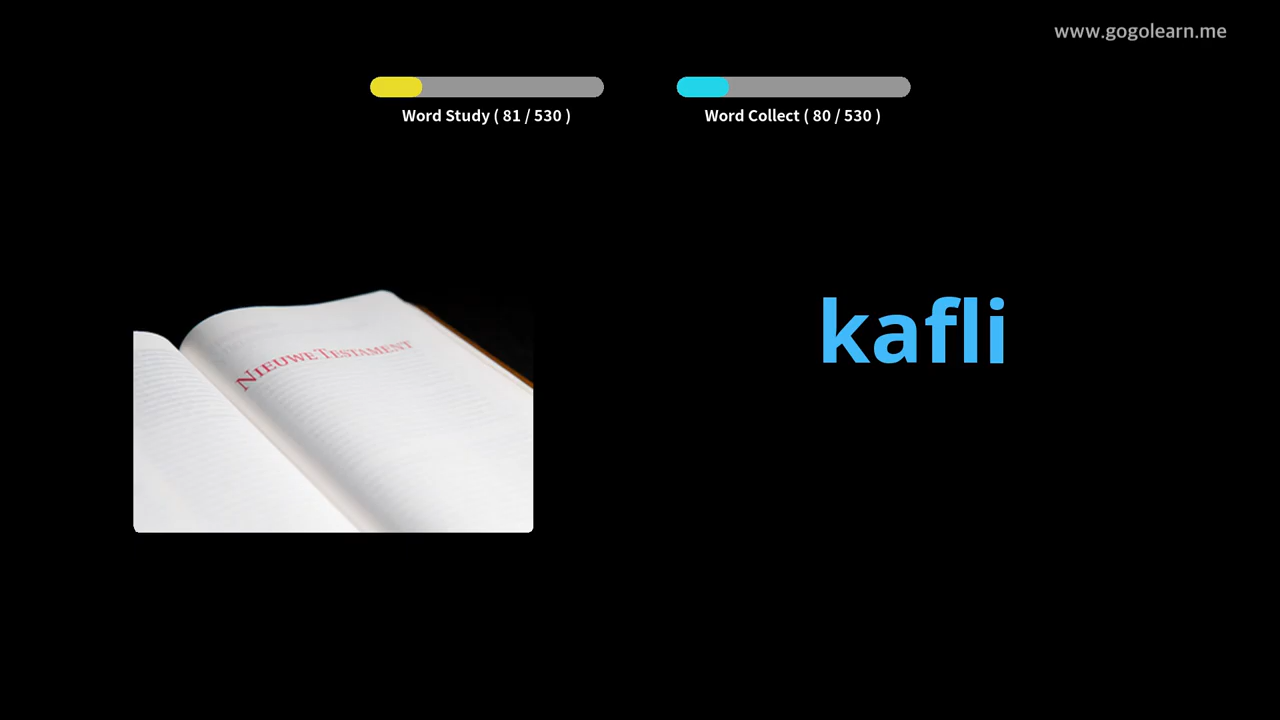 www.gogolearn.me
Word Study ( 81 / 530 )
Word Collect ( 80 / 530 )
NIEUWE TESTAMENT
kafli